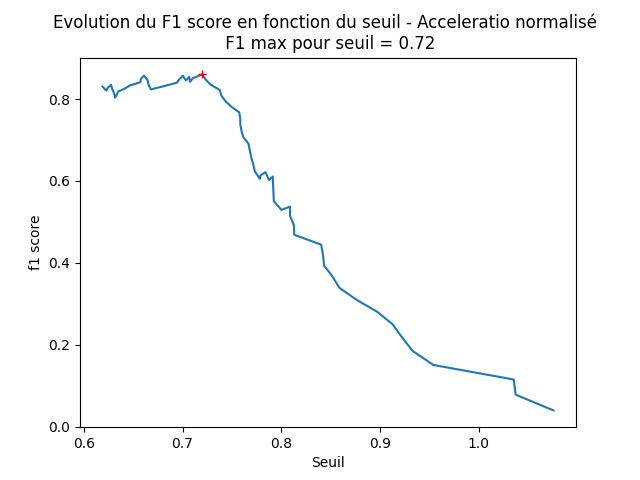 Evolution du F1 score en fonction du seuil - Acceleratio normalisé
F1 max pour seuil = 0.72
f1 score
0.8
0.6
0.4
0.2
0.0
0.6 0.7 0.8 0.9 1.0
Seuil